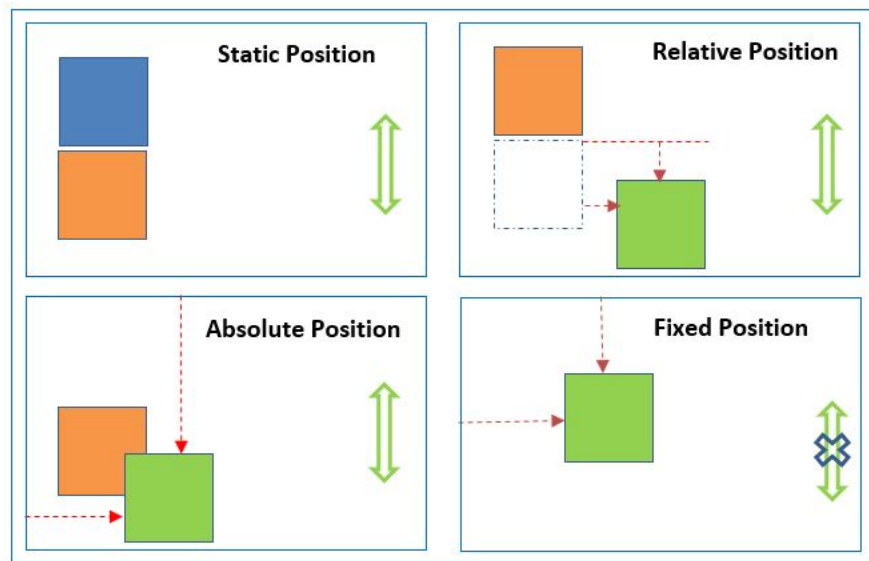 Static Position
Relative Position
Absolute Position
Fixed Position